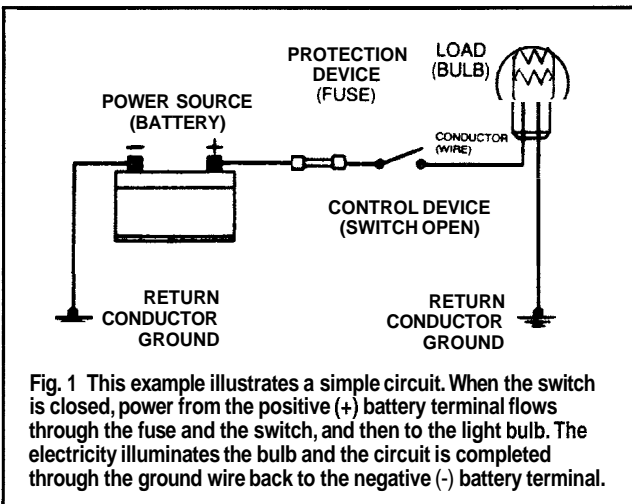 PROTECTION
DEVICE
(FUSE)
LOAD
(BULB)
POWER SOURCE
(BATTERY)
− +
CONDUCTOR
(WIRE)
CONTROL DEVICE
(SWITCH OPEN)
RETURN
CONDUCTOR
GROUND
RETURN
CONDUCTOR
GROUND
Fig. 1 This example illustrates a simple circuit. When the switch
is closed, power from the positive (+) battery terminal flows
through the fuse and the switch, and then to the light bulb. The
electricity illuminates the bulb and the circuit is completed
through the ground wire back to the negative (-) battery terminal.